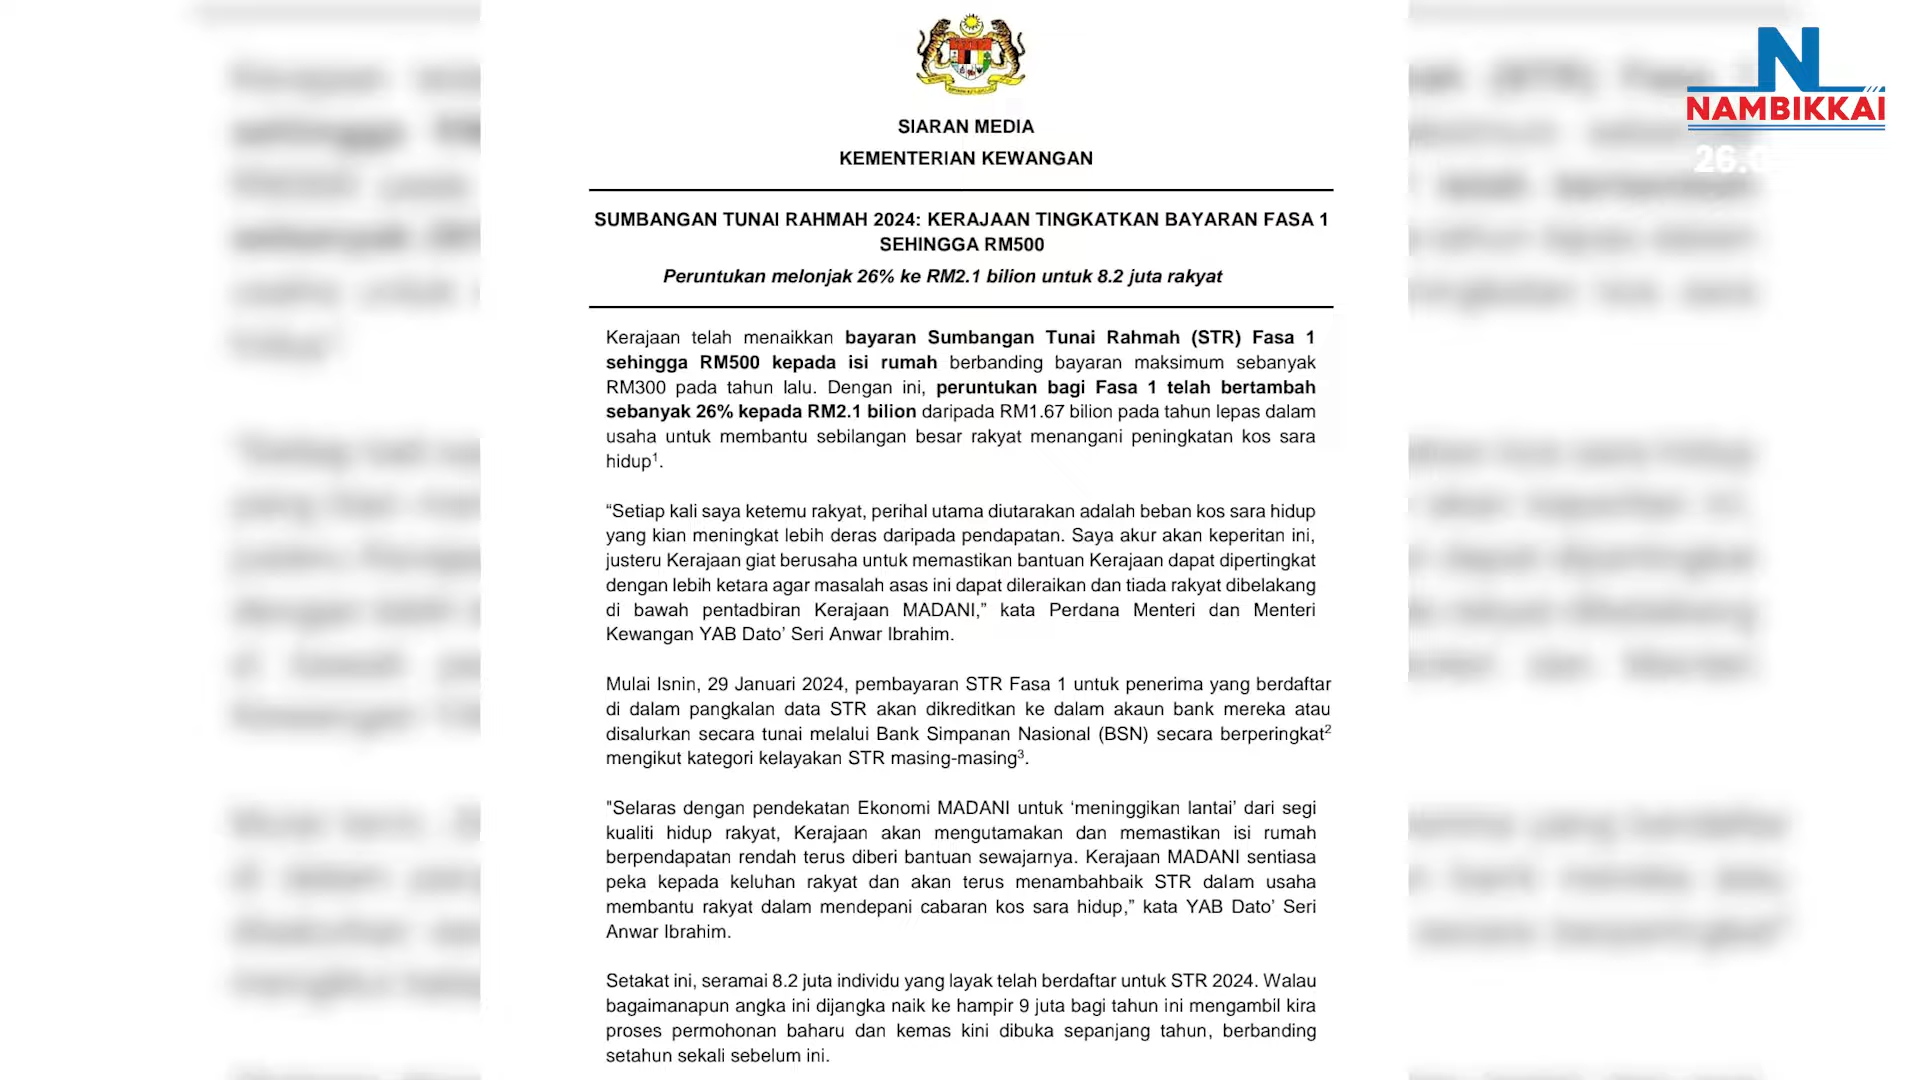 NAMBIKKAI
SIARAN MEDIA
KEMENTERIAN KEWANGAN
SUMBANGAN TUNAI RAHMAH 2024: KERAJAAN TINGKATKAN BAYARAN FASA 1
SEHINGGA RM500
Peruntukan melonjak 26% ke RM2.1 bilion untuk 8.2 juta rakyat
Kerajaan telah menaikkan bayaran Sumbangan Tunai Rahmah (STR) Fasa 1
sehingga RM500 kepada isi rumah berbanding bayaran maksimum sebanyak
RM300 pada tahun lalu. Dengan ini, peruntukan bagi Fasa 1 telah bertambah
sebanyak 26% kepada RM2.1 bilion daripada RM1.67 bilion pada tahun lepas dalam
usaha untuk membantu sebilangan besar rakyat menangani peningkatan kos sara
hidup¹.
“Setiap kali saya ketemu rakyat, perihal utama diutarakan adalah beban kos sara hidup
yang kian meningkat lebih deras daripada pendapatan. Saya akur akan keperitan ini,
justeru Kerajaan giat berusaha untuk memastikan bantuan Kerajaan dapat dipertingkat
dengan lebih ketara agar masalah asas ini dapat dileraikan dan tiada rakyat dibelakang
di bawah pentadbiran Kerajaan MADANI,” kata Perdana Menteri dan Menteri
Kewangan YAB Dato’ Seri Anwar Ibrahim.
Mulai Isnin, 29 Januari 2024, pembayaran STR Fasa 1 untuk penerima yang berdaftar
di dalam pangkalan data STR akan dikreditkan ke dalam akaun bank mereka atau
disalurkan secara tunai melalui Bank Simpanan Nasional (BSN) secara berperingkat²
mengikut kategori kelayakan STR masing-masing³.
"Selaras dengan pendekatan Ekonomi MADANI untuk ‘meninggikan lantai’ dari segi
kualiti hidup rakyat, Kerajaan akan mengutamakan dan memastikan isi rumah
berpendapatan rendah terus diberi bantuan sewajarnya. Kerajaan MADANI sentiasa
peka kepada keluhan rakyat dan akan terus menambahbaik STR dalam usaha
membantu rakyat dalam mendepani cabaran kos sara hidup,” kata YAB Dato’ Seri
Anwar Ibrahim.
Setakat ini, seramai 8.2 juta individu yang layak telah berdaftar untuk STR 2024. Walau
bagaimanapun angka ini dijangka naik ke hampir 9 juta bagi tahun ini mengambil kira
proses permohonan baharu dan kemas kini dibuka sepanjang tahun, berbanding
setahun sekali sebelum ini.